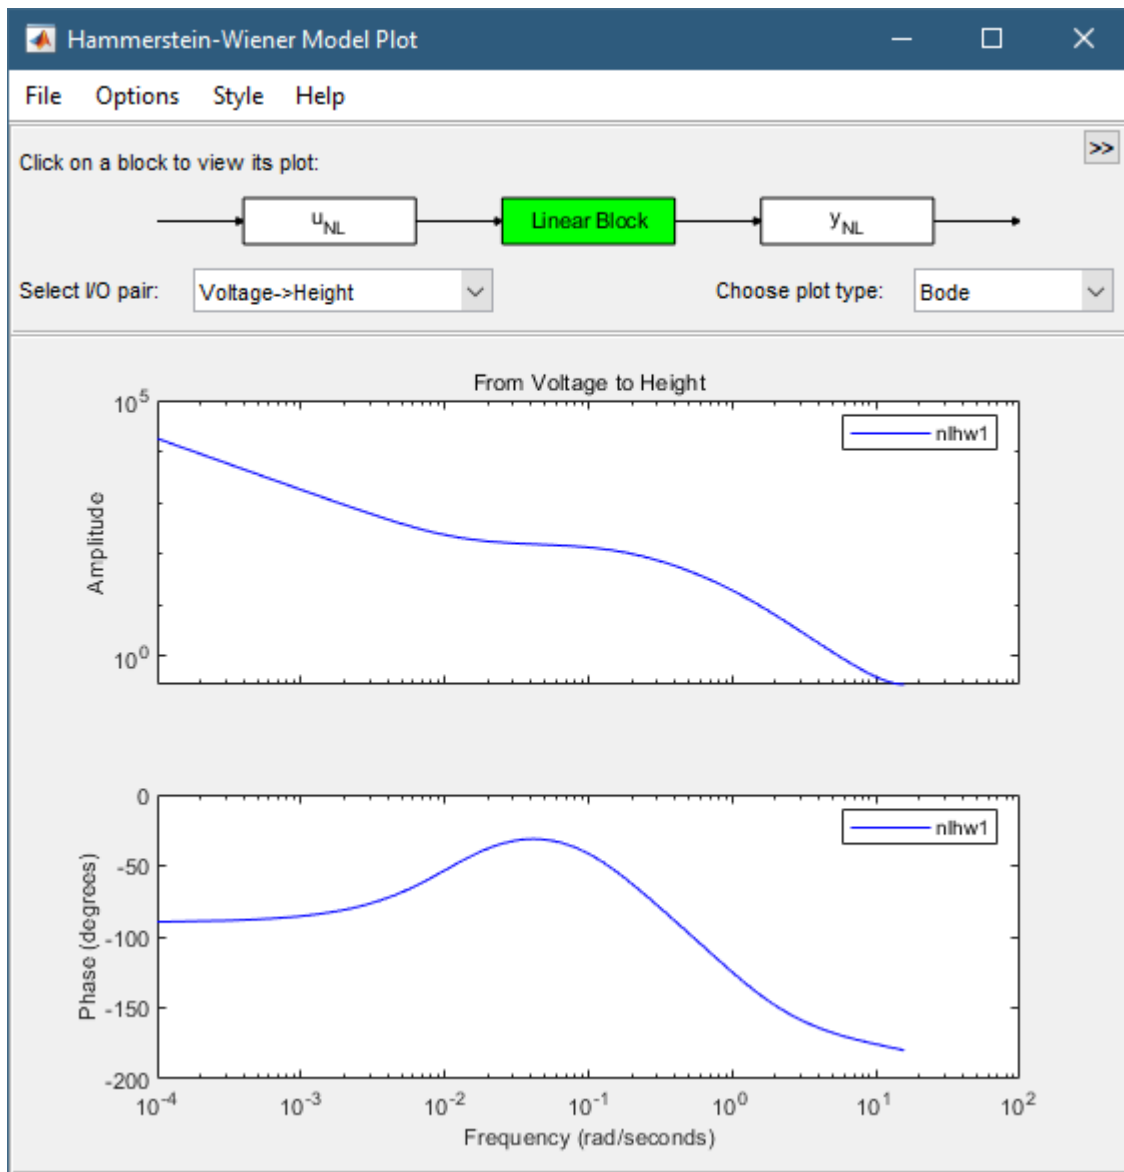 Hammerstein-Wiener Model Plot
File Options Style Help
Click on a block to view its plot:
>>
u_NL Linear Block y_NL
Select I/O pair: Voltage->Height Choose plot type: Bode
From Voltage to Height
10^5
nlhw1
Amplitude
10^0
0
nlhw1
-50
Phase (degrees)
-100
-150
-200
10^-4 10^-3 10^-2 10^-1 10^0 10^1 10^2
Frequency (rad/seconds)